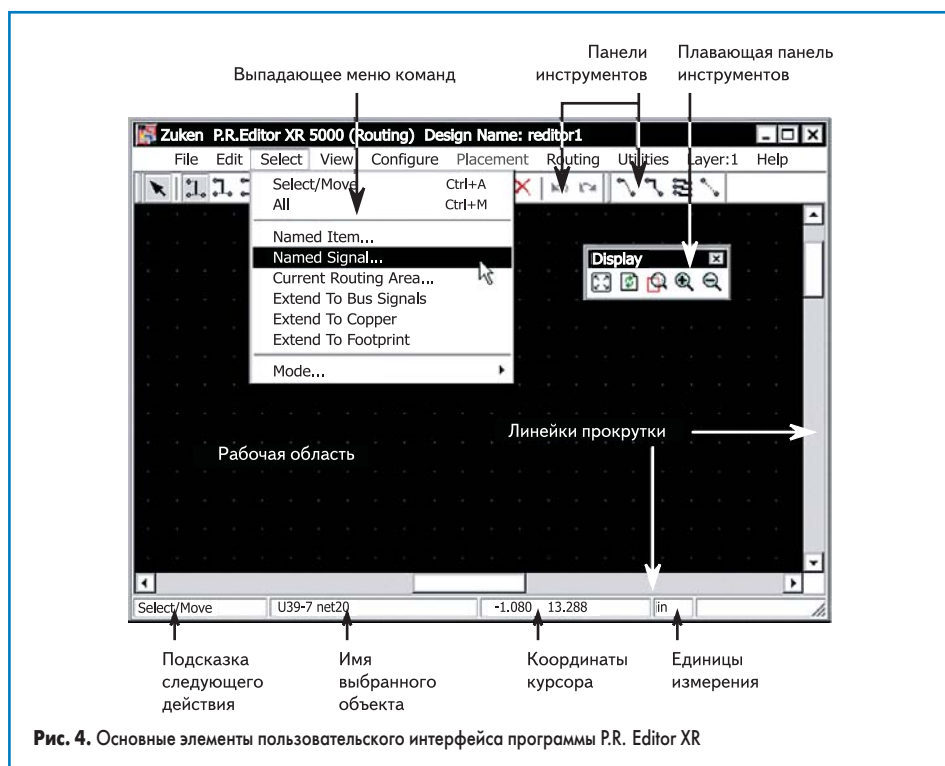 Выпадающее меню команд
Панели
инструментов
Плавающая панель
инструментов
Zuken P.R.Editor XR 5000 (Routing) Design Name: reditor1
File Edit Select View Configure Placement Routing Utilities Layer:1 Help
Select/Move Ctrl+A
All Ctrl+M
Named Item...
Named Signal...
Current Routing Area...
Extend To Bus Signals
Extend To Copper
Extend To Footprint
Mode...
Display
Линейки прокрутки
Рабочая область
Select/Move U39-7 net20 -1.080 13.288 in
Подсказка
следующего
действия
Имя
выбранного
объекта
Координаты
курсора
Единицы
измерения
Рис. 4. Основные элементы пользовательского интерфейса программы P.R. Editor XR